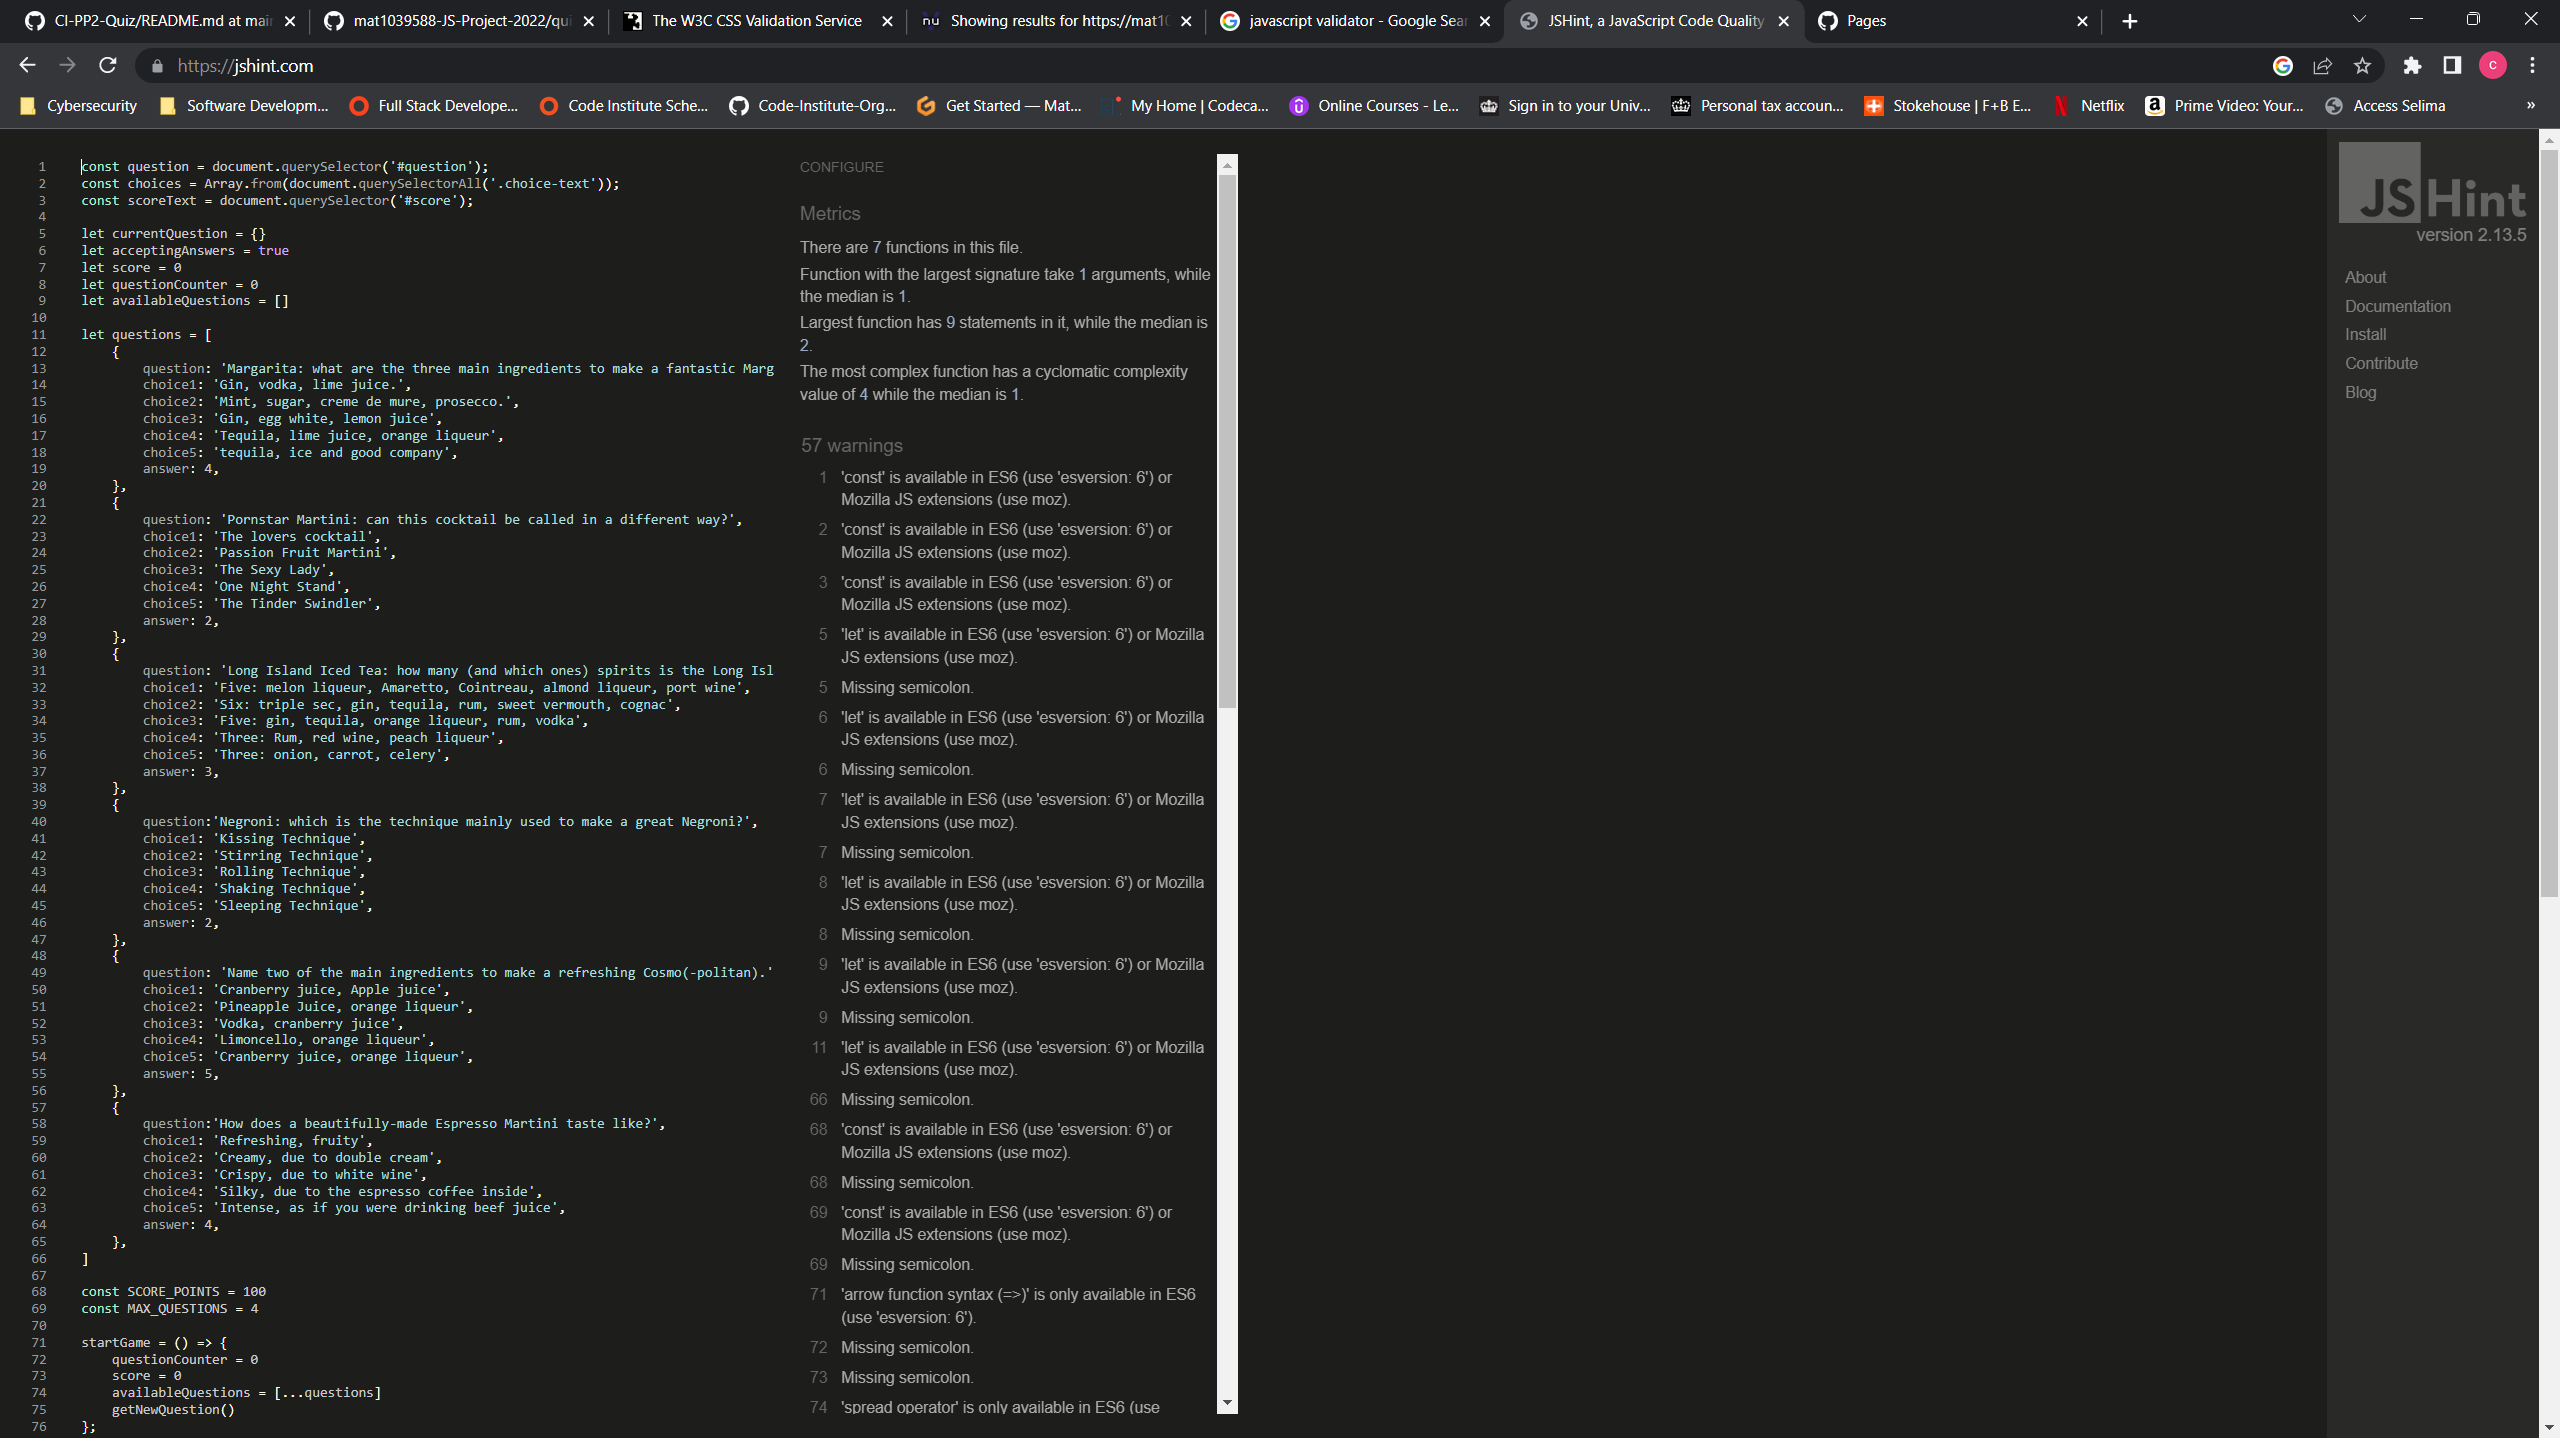 CI-PP2-Quiz/README.md at mai
mat1039588-JS-Project-2022/qui
The W3C CSS Validation Service
Showing results for https://mat10
javascript validator - Google Sear
JSHint, a JavaScript Code Quality
Pages
https://jshint.com
Cybersecurity
Software Developm...
Full Stack Develope...
Code Institute Sche...
Code-Institute-Org...
Get Started — Mat...
My Home | Codeca...
Online Courses - Le...
Sign in to your Univ...
Personal tax accoun...
Stokehouse | F+B E...
Netflix
Prime Video: Your...
Access Selima
»
1 const question = document.querySelector('#question');
2 const choices = Array.from(document.querySelectorAll('.choice-text'));
3 const scoreText = document.querySelector('#score');
4
5 let currentQuestion = {}
6 let acceptingAnswers = true
7 let score = 0
8 let questionCounter = 0
9 let availableQuestions = []
10
11 let questions = [
12 {
13 question: 'Margarita: what are the three main ingredients to make a fantastic Marg
14 choice1: 'Gin, vodka, lime juice.',
15 choice2: 'Mint, sugar, creme de mure, prosecco.',
16 choice3: 'Gin, egg white, lemon juice',
17 choice4: 'Tequila, lime juice, orange liqueur',
18 choice5: 'tequila, ice and good company',
19 answer: 4,
20 },
21 {
22 question: 'Pornstar Martini: can this cocktail be called in a different way?',
23 choice1: 'The lovers cocktail',
24 choice2: 'Passion Fruit Martini',
25 choice3: 'The Sexy Lady',
26 choice4: 'One Night Stand',
27 choice5: 'The Tinder Swindler',
28 answer: 2,
29 },
30 {
31 question: 'Long Island Iced Tea: how many (and which ones) spirits is the Long Isl
32 choice1: 'Five: melon liqueur, Amaretto, Cointreau, almond liqueur, port wine',
33 choice2: 'Six: triple sec, gin, tequila, rum, sweet vermouth, cognac',
34 choice3: 'Five: gin, tequila, orange liqueur, rum, vodka',
35 choice4: 'Three: Rum, red wine, peach liqueur',
36 choice5: 'Three: onion, carrot, celery',
37 answer: 3,
38 },
39 {
40 question:'Negroni: which is the technique mainly used to make a great Negroni?',
41 choice1: 'Kissing Technique',
42 choice2: 'Stirring Technique',
43 choice3: 'Rolling Technique',
44 choice4: 'Shaking Technique',
45 choice5: 'Sleeping Technique',
46 answer: 2,
47 },
48 {
49 question: 'Name two of the main ingredients to make a refreshing Cosmo(-politan).'
50 choice1: 'Cranberry juice, Apple juice',
51 choice2: 'Pineapple Juice, orange liqueur',
52 choice3: 'Vodka, cranberry juice',
53 choice4: 'Limoncello, orange liqueur',
54 choice5: 'Cranberry juice, orange liqueur',
55 answer: 5,
56 },
57 {
58 question:'How does a beautifully-made Espresso Martini taste like?',
59 choice1: 'Refreshing, fruity',
60 choice2: 'Creamy, due to double cream',
61 choice3: 'Crispy, due to white wine',
62 choice4: 'Silky, due to the espresso coffee inside',
63 choice5: 'Intense, as if you were drinking beef juice',
64 answer: 4,
65 },
66 ]
67
68 const SCORE_POINTS = 100
69 const MAX_QUESTIONS = 4
70
71 startGame = () => {
72 questionCounter = 0
73 score = 0
74 availableQuestions = [...questions]
75 getNewQuestion()
76 };
CONFIGURE
Metrics
There are 7 functions in this file.
Function with the largest signature take 1 arguments, while
the median is 1.
Largest function has 9 statements in it, while the median is
2.
The most complex function has a cyclomatic complexity
value of 4 while the median is 1.
57 warnings
1 'const' is available in ES6 (use 'esversion: 6') or
Mozilla JS extensions (use moz).
2 'const' is available in ES6 (use 'esversion: 6') or
Mozilla JS extensions (use moz).
3 'const' is available in ES6 (use 'esversion: 6') or
Mozilla JS extensions (use moz).
5 'let' is available in ES6 (use 'esversion: 6') or Mozilla
JS extensions (use moz).
5 Missing semicolon.
6 'let' is available in ES6 (use 'esversion: 6') or Mozilla
JS extensions (use moz).
6 Missing semicolon.
7 'let' is available in ES6 (use 'esversion: 6') or Mozilla
JS extensions (use moz).
7 Missing semicolon.
8 'let' is available in ES6 (use 'esversion: 6') or Mozilla
JS extensions (use moz).
8 Missing semicolon.
9 'let' is available in ES6 (use 'esversion: 6') or Mozilla
JS extensions (use moz).
9 Missing semicolon.
11 'let' is available in ES6 (use 'esversion: 6') or Mozilla
JS extensions (use moz).
66 Missing semicolon.
68 'const' is available in ES6 (use 'esversion: 6') or
Mozilla JS extensions (use moz).
68 Missing semicolon.
69 'const' is available in ES6 (use 'esversion: 6') or
Mozilla JS extensions (use moz).
69 Missing semicolon.
71 'arrow function syntax (=>)' is only available in ES6
(use 'esversion: 6').
72 Missing semicolon.
73 Missing semicolon.
74 'spread operator' is only available in ES6 (use
JSHint
version 2.13.5
About
Documentation
Install
Contribute
Blog